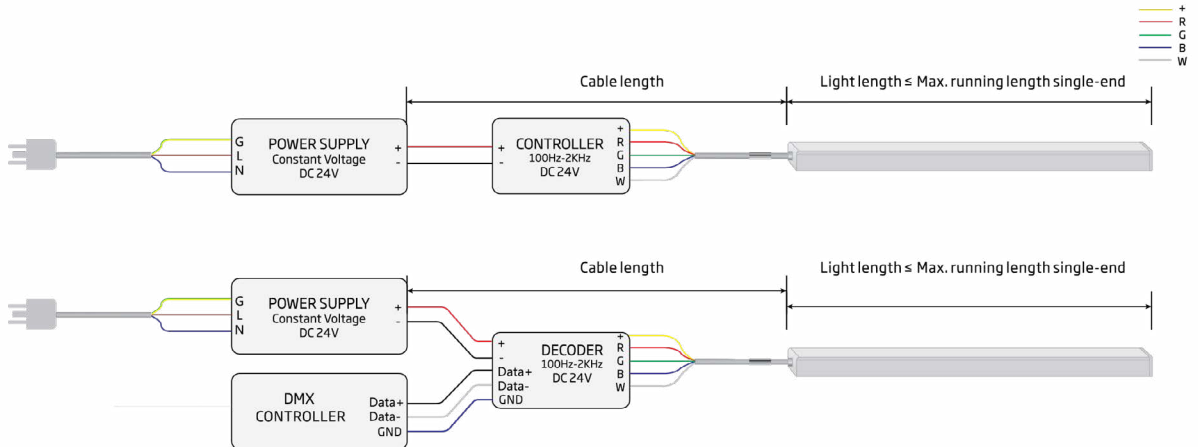 +
R
G
B
W
Cable length
Light length ≤ Max. running length single-end
G
L
N
POWER SUPPLY
Constant Voltage
DC 24V
+
-
+
-
CONTROLLER
100Hz-2KHz
DC 24V
+
R
G
B
W
Cable length
Light length ≤ Max. running length single-end
G
L
N
POWER SUPPLY
Constant Voltage
DC 24V
+
-
+
-
Data+
Data-
GND
DECODER
100Hz-2KHz
DC 24V
+
R
G
B
W
DMX
CONTROLLER
Data+
Data-
GND